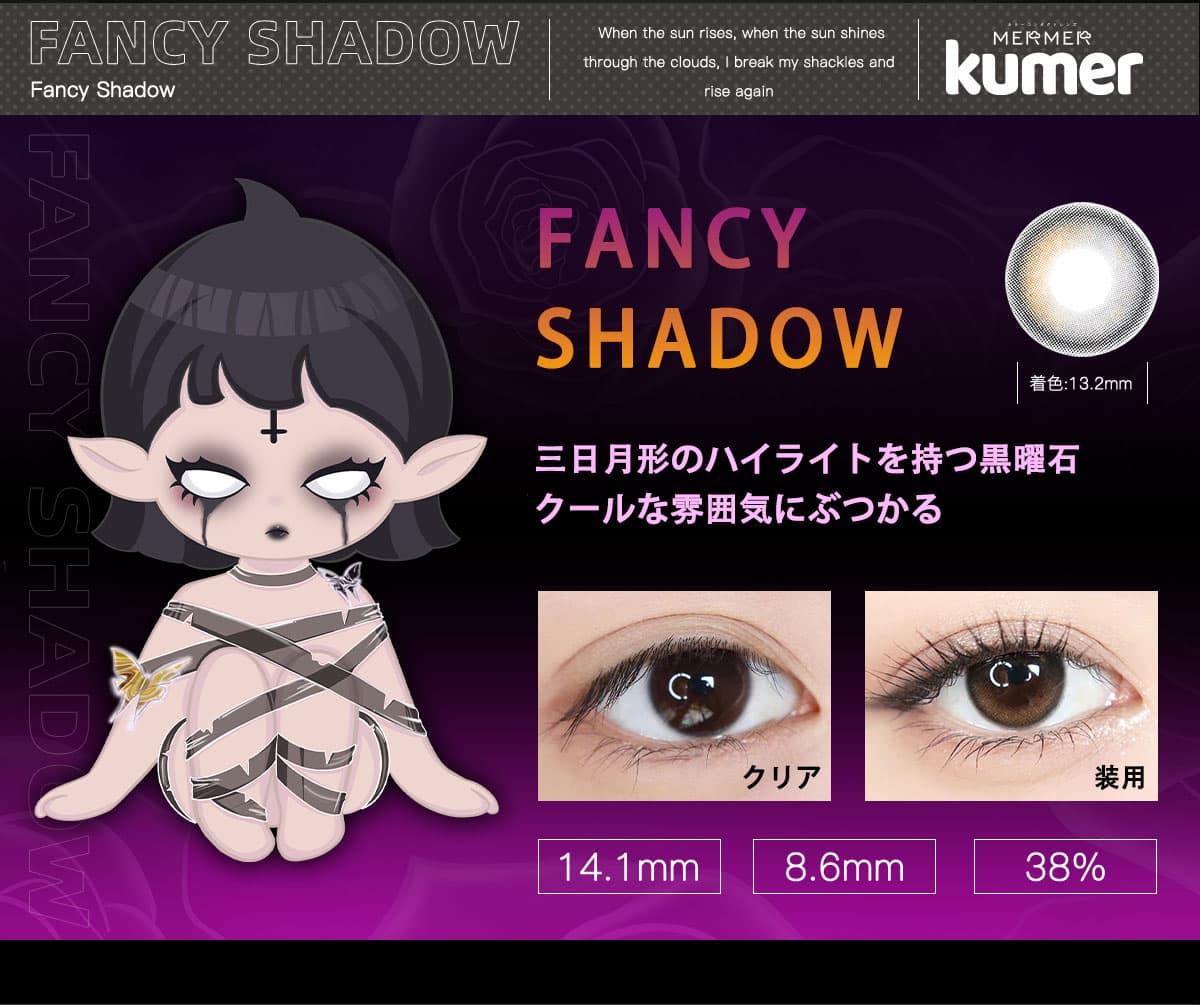 FANCY SHADOW
Fancy Shadow
When the sun rises, when the sun shines
through the clouds, I break my shackles and
rise again
MERMER
kumer
FANCY SHADOW
FANCY
SHADOW
着色:13.2mm
三日月形のハイライトを持つ黒曜石
クールな雰囲気にぶつかる
クリア
装用
14.1mm
8.6mm
38%